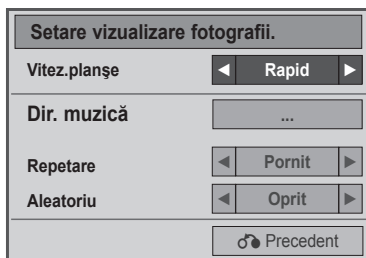 Setare vizualizare fotografii.
Vitez.planșe ◄ Rapid ►
Dir. muzică ...
Repetare ◄ Pornit ►
Aleatoriu ◄ Oprit ►
Precedent